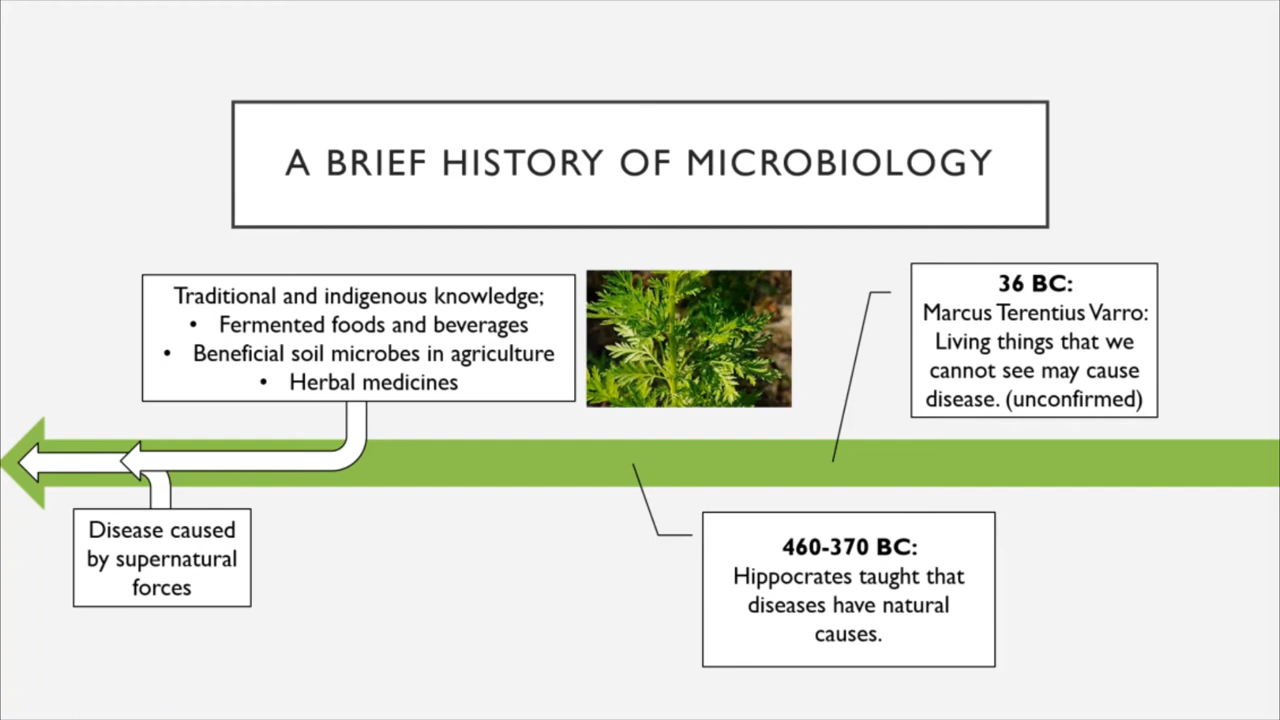 A BRIEF HISTORY OF MICROBIOLOGY
Traditional and indigenous knowledge;
• Fermented foods and beverages
• Beneficial soil microbes in agriculture
• Herbal medicines
36 BC:
Marcus Terentius Varro:
Living things that we
cannot see may cause
disease. (unconfirmed)
Disease caused
by supernatural
forces
460-370 BC:
Hippocrates taught that
diseases have natural
causes.